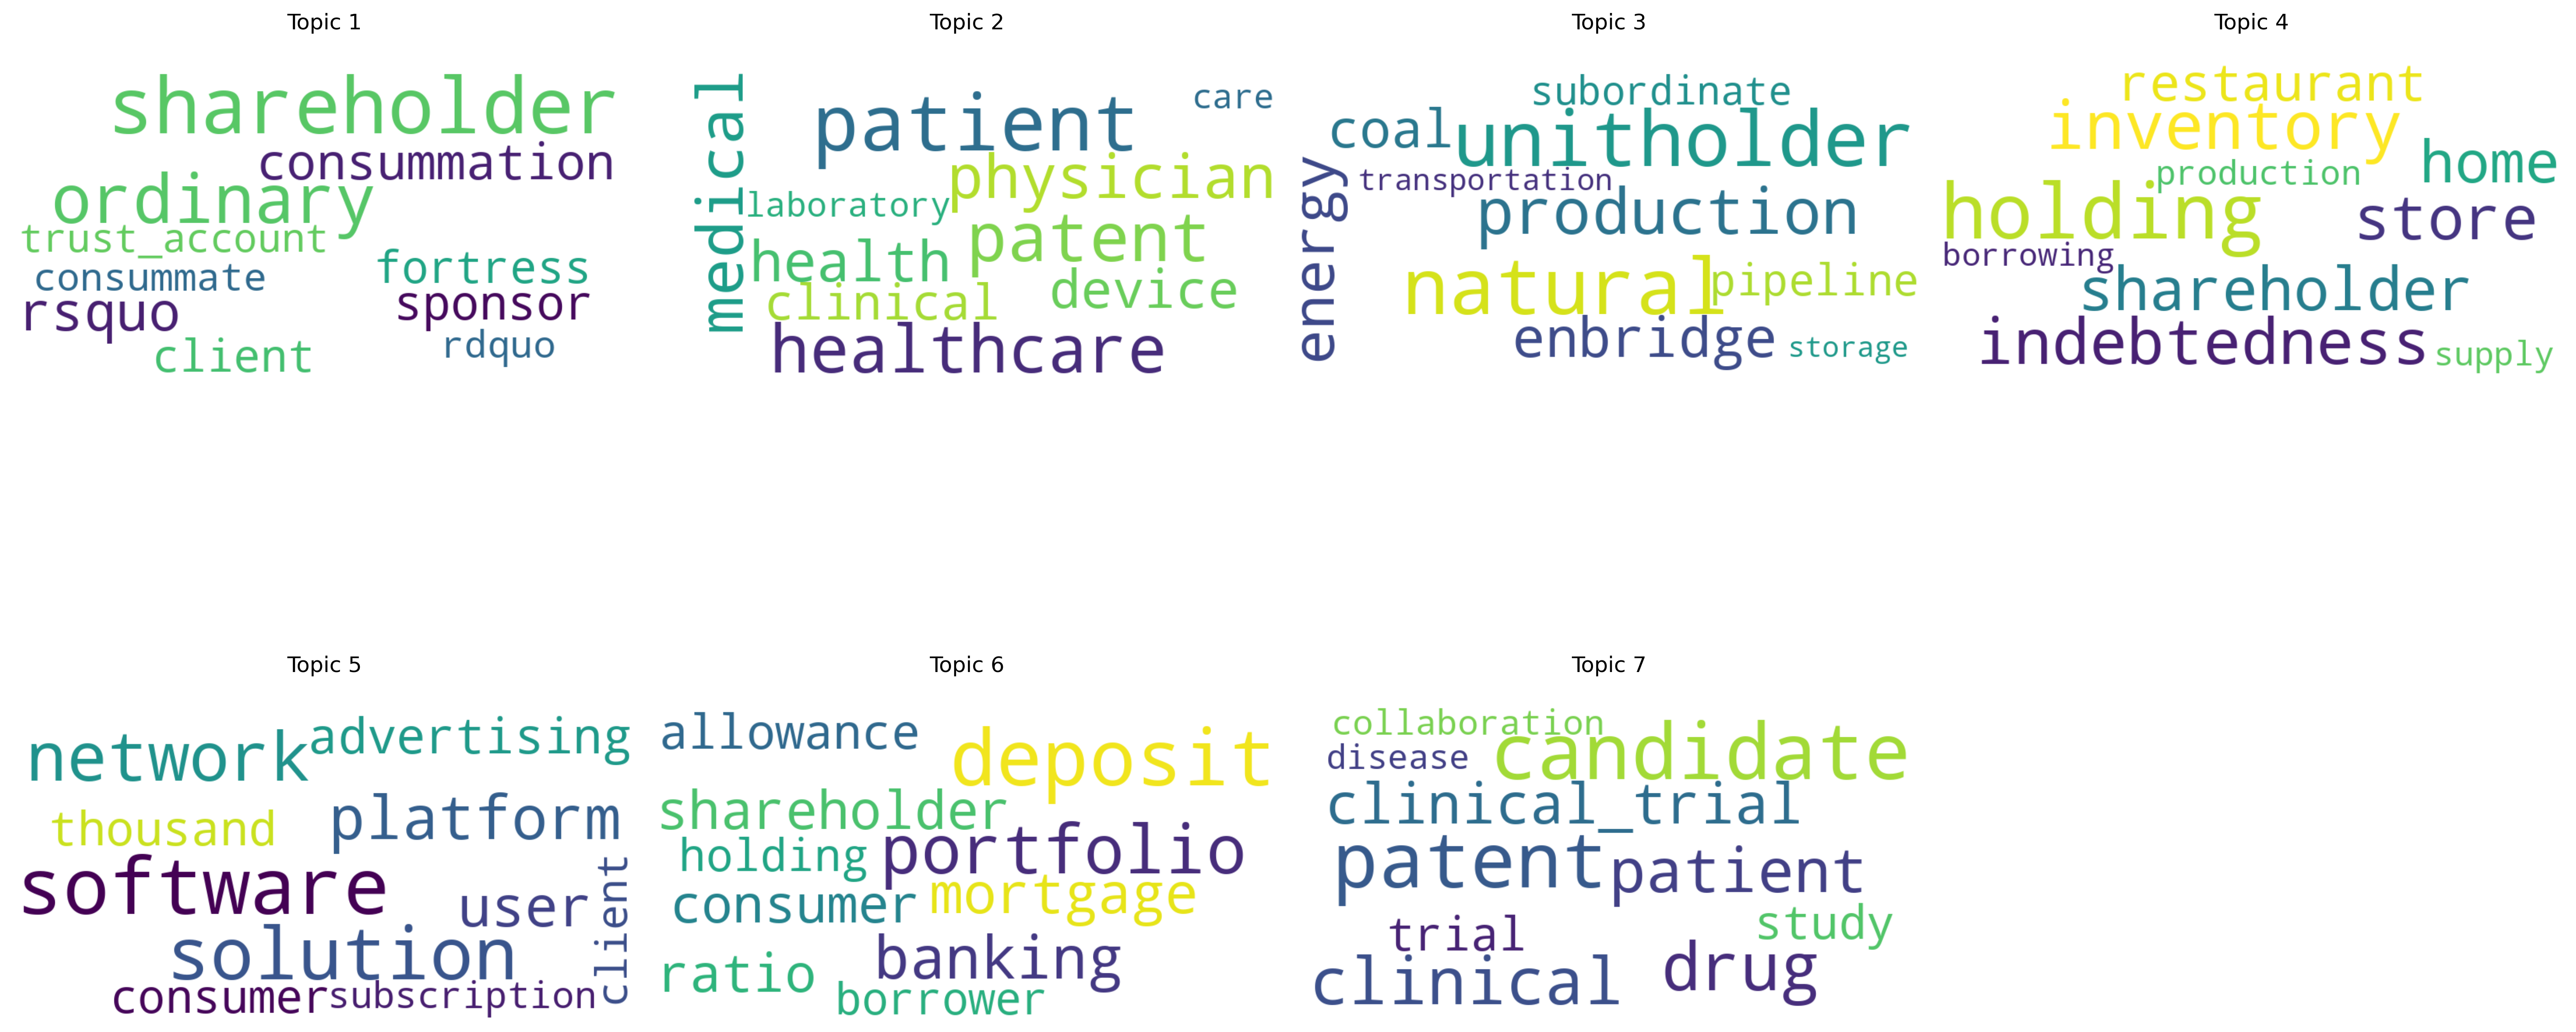 Topic 1
shareholder
consummation
ordinary
trust_account
fortress
consummate
sponsor
rsquo
rdquo
client
Topic 2
medical
patient
care
physician
laboratory
patent
health
device
clinical
healthcare
Topic 3
subordinate
coal
unitholder
energy
transportation
production
natural
pipeline
enbridge
storage
Topic 4
restaurant
inventory
home
production
holding
store
borrowing
shareholder
indebtedness
supply
Topic 5
advertising
network
platform
thousand
software
user
client
solution
consumer
subscription
Topic 6
allowance
deposit
shareholder
portfolio
holding
mortgage
consumer
banking
ratio
borrower
Topic 7
collaboration
candidate
disease
clinical_trial
patent
patient
study
trial
drug
clinical